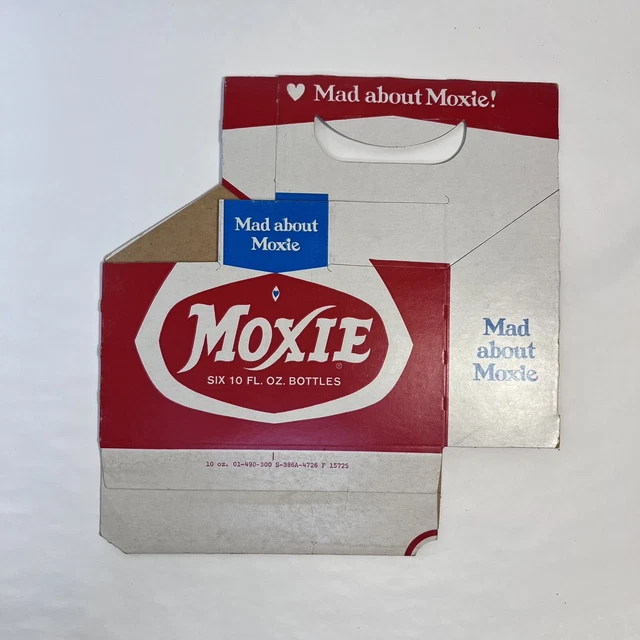 Mad about Moxie!
Mad about
Moxie
MOXIE
®
SIX 10 FL. OZ. BOTTLES
Mad
about
Moxie
10 oz. 01-490-300 S-386A-4726 P 15725